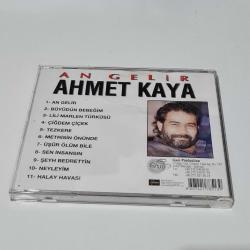 AN GELİR
AHMET KAYA
1- AN GELİR
2- BÜYÜDÜN BEBEĞİM
3- LİLİ MARLEN TÜRKÜSÜ
4- ÇİĞDEM ÇİÇEK
5- TEZKERE
6- METRİSİN ÖNÜNDE
7- ÜŞÜR ÖLÜM BİLE
8- SEN İNSANSIN
9- ŞEYH BEDRETTİN
10- NEYLEYİM
11- HALAY HAVASI